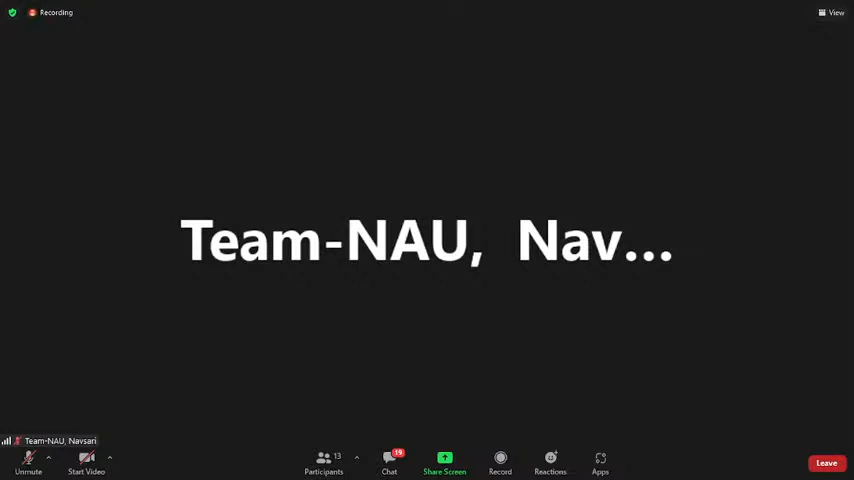 Recording
View
Team-NAU, Nav...
Team-NAU, Navsari
13
19
Unmute
Start Video
Participants
Chat
Share Screen
Record
Reactions
Apps
Leave